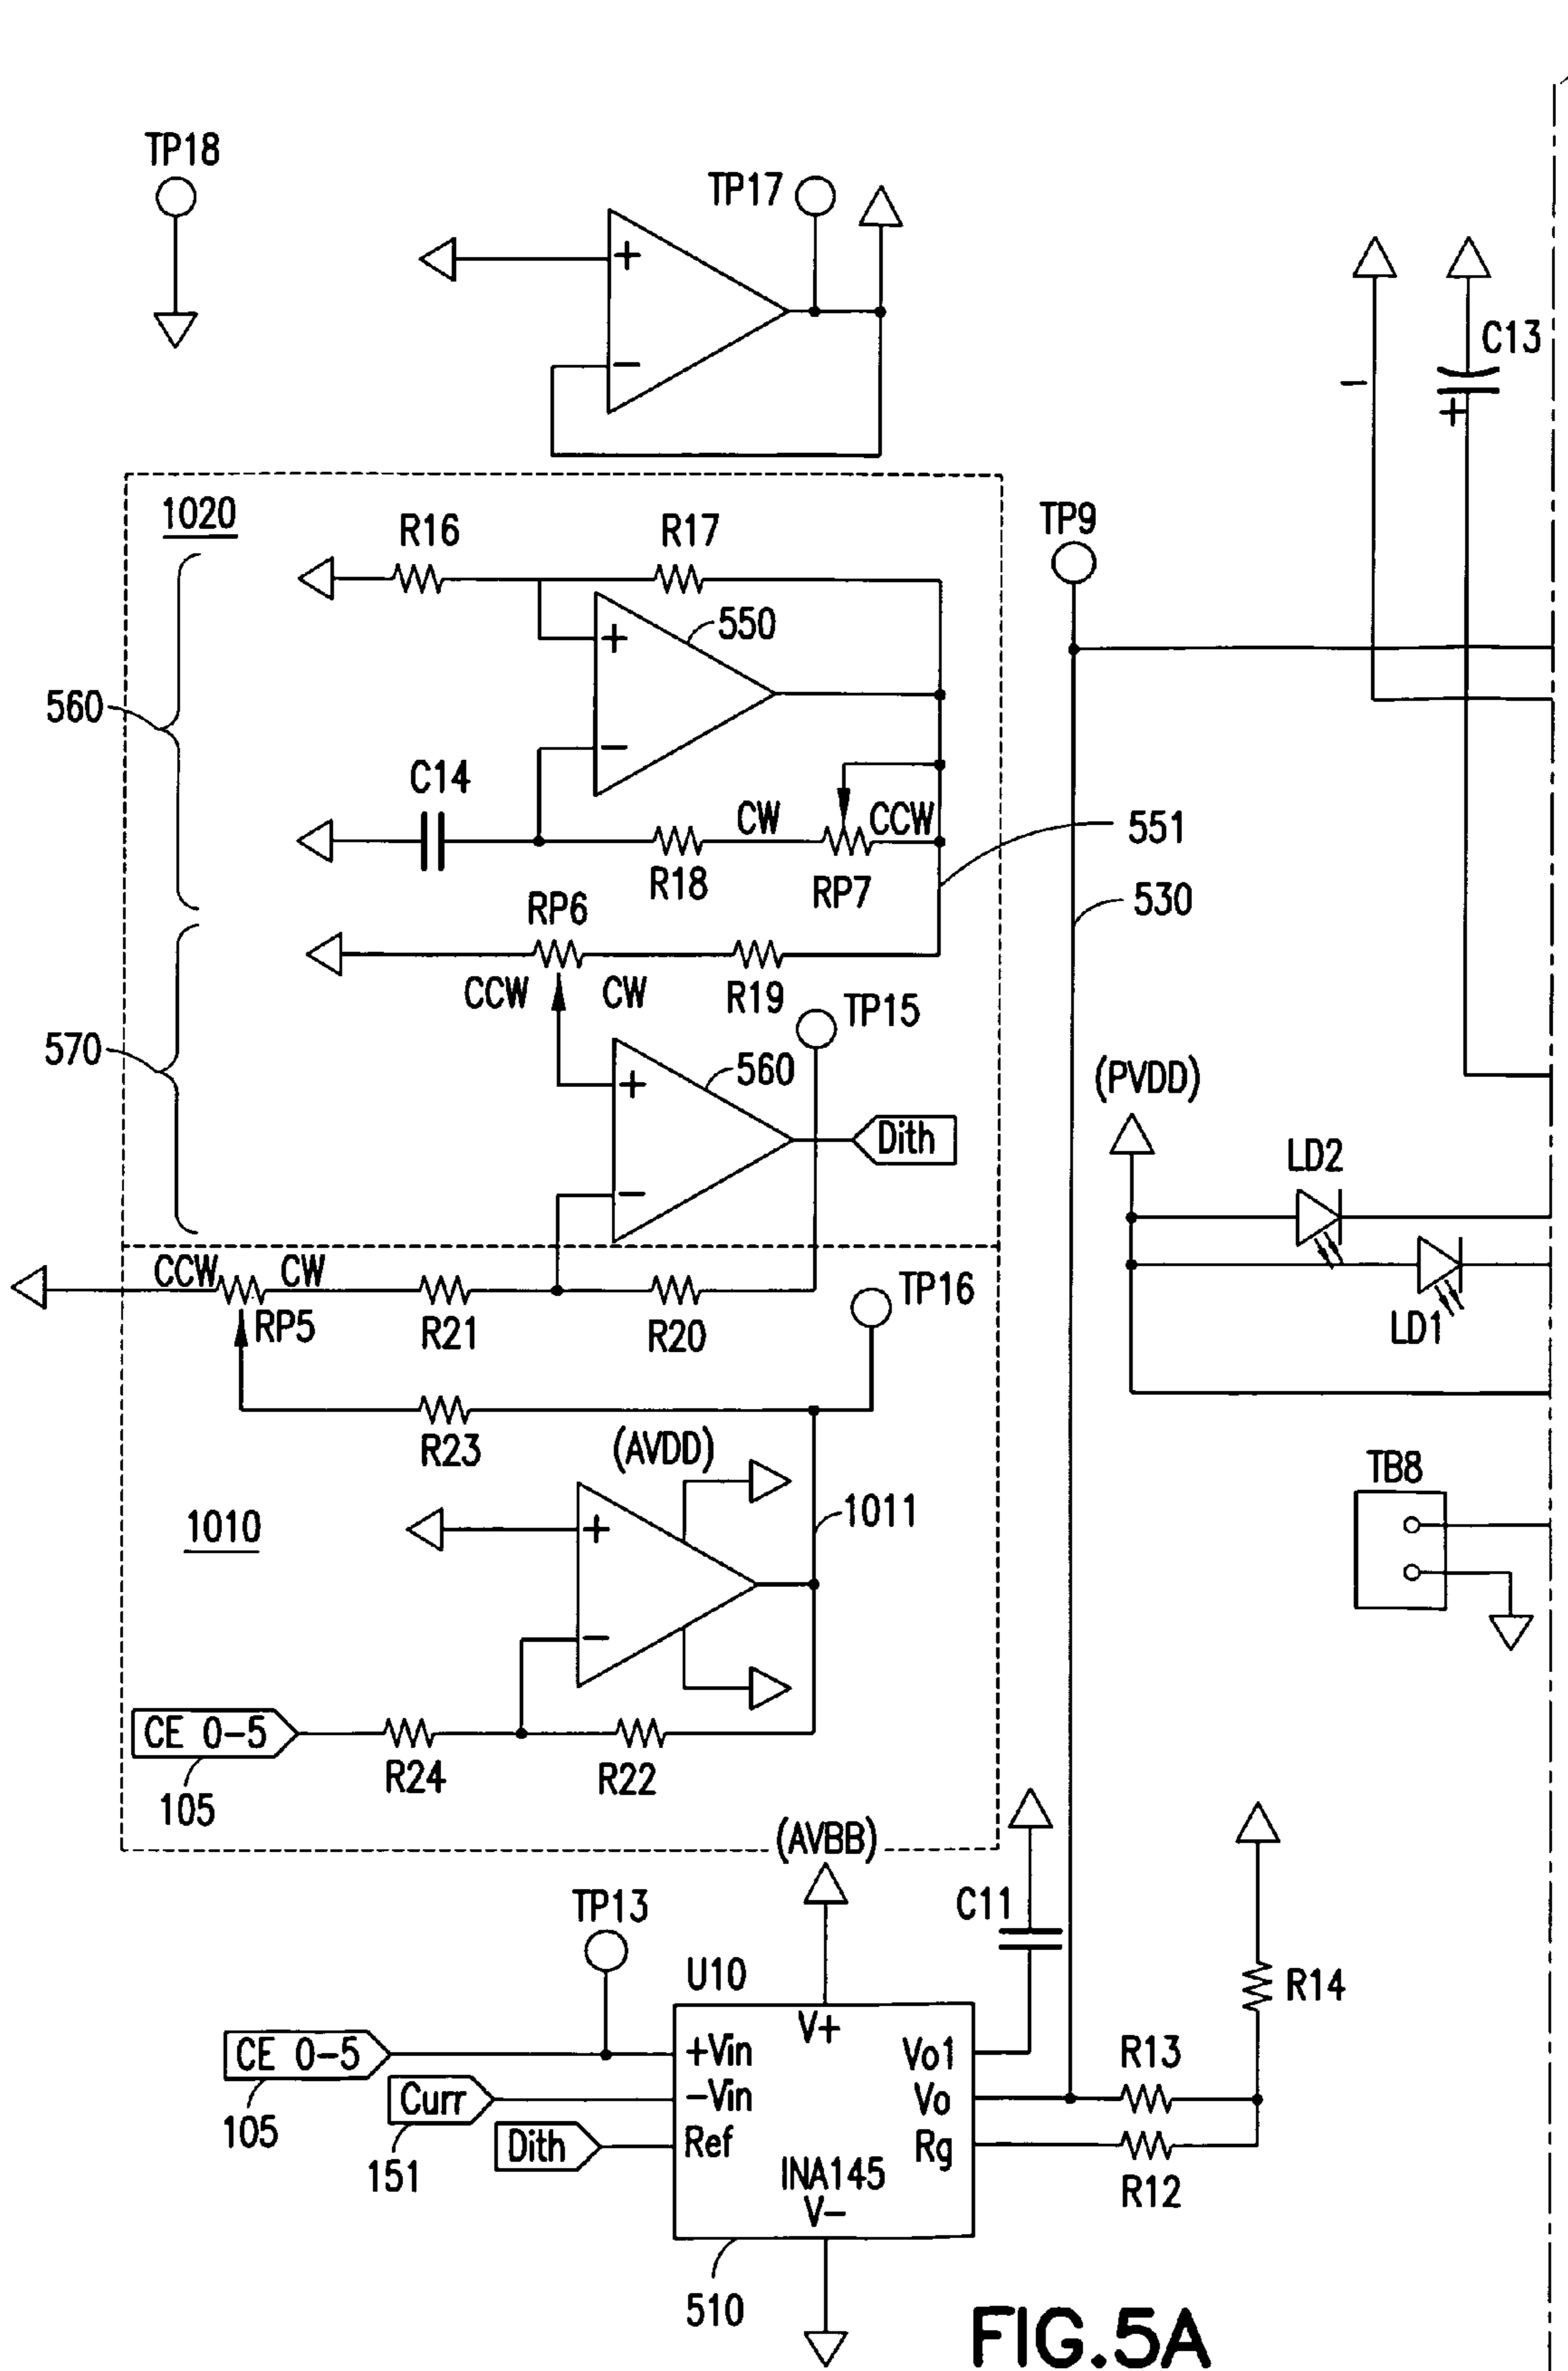 TP18
TP17
+
−
C13
−
+
1020
R16
R17
TP9
550
+
560
−
C14
CW
CCW
551
R18
RP7
530
RP6
CCW
CW
R19
TP15
570
560
+
(PVDD)
Dith
LD2
−
CCW
CW
TP16
RP5
R21
R20
LD1
R23
(AVDD)
TB8
1010
+
1011
−
CE 0-5
R24
R22
105
(AVBB)
TP13
C11
U10
R14
V+
CE 0-5
+Vin
Vo1
R13
Curr
-Vin
Vo
105
Dith
Ref
Rg
151
INA145
R12
V-
510
FIG.5A